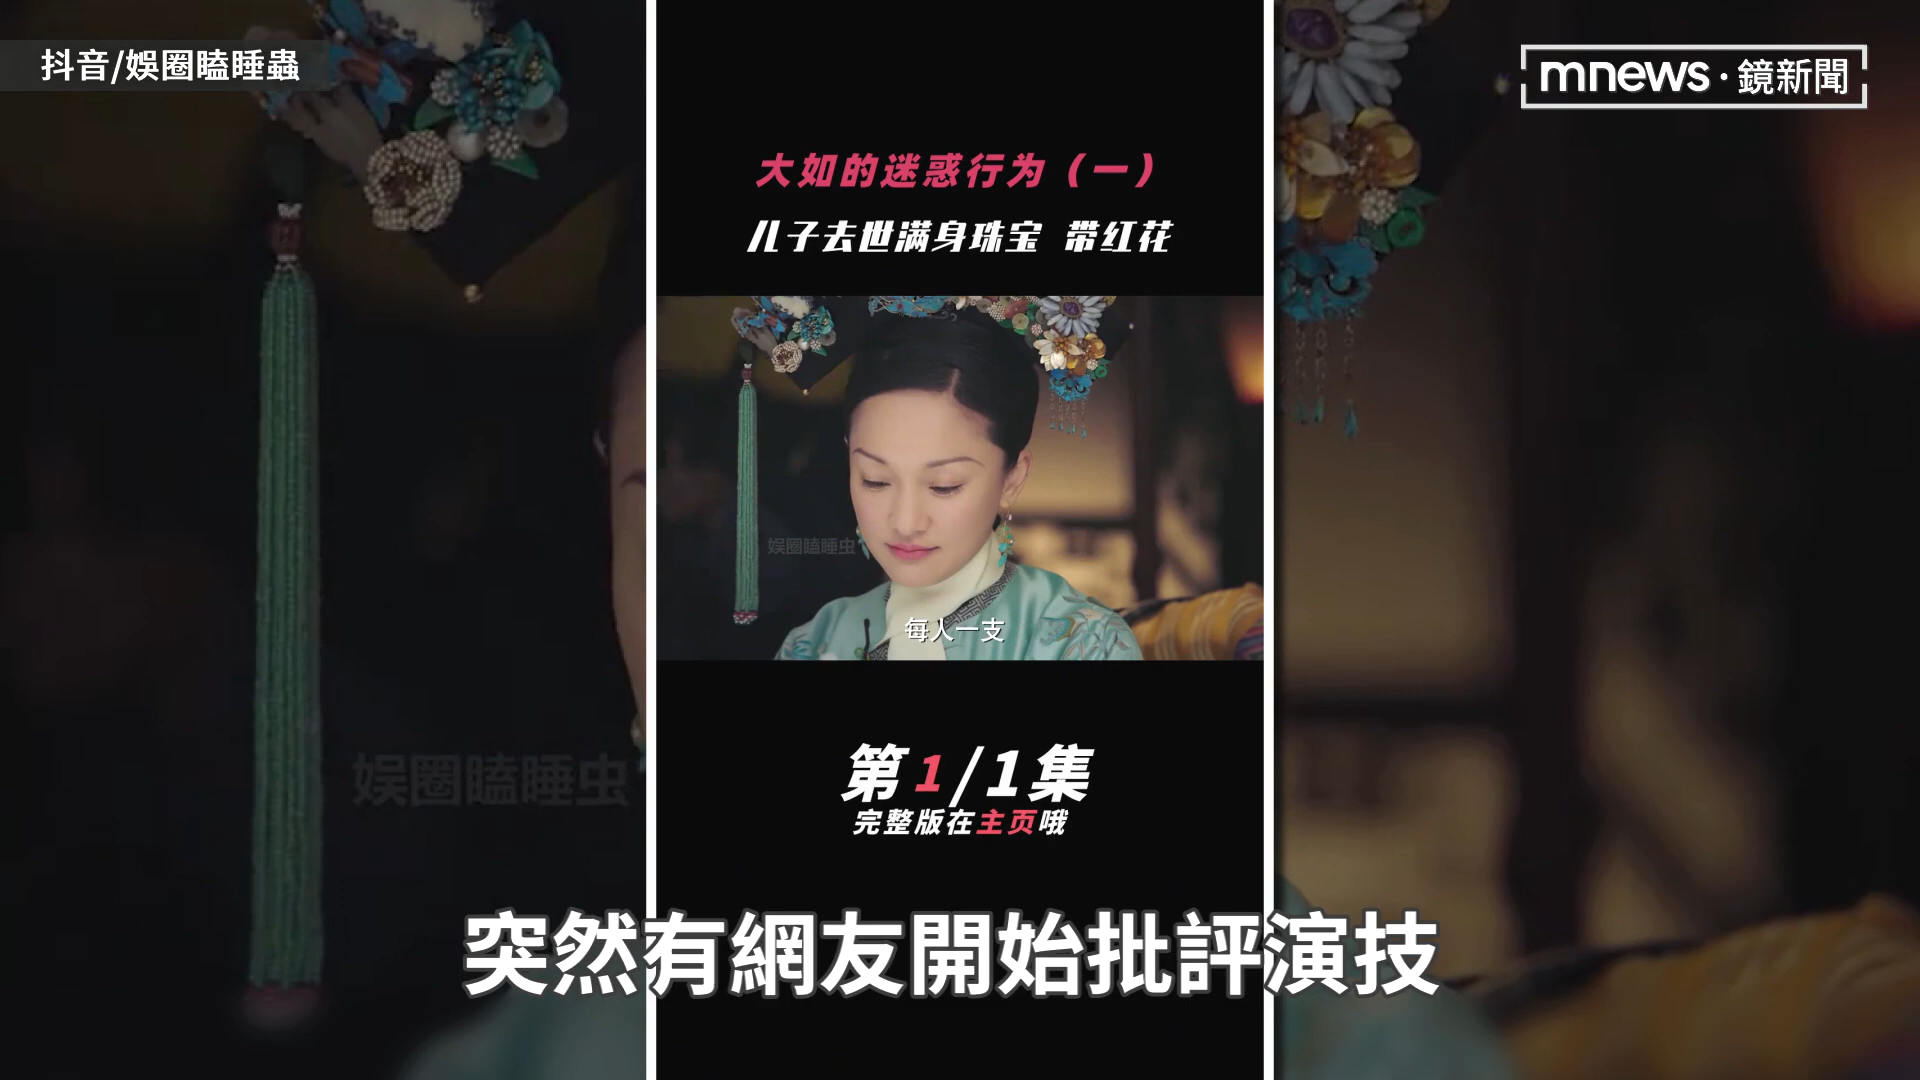 抖音/娛圈瞌睡蟲
mnews·鏡新聞
大如的迷惑行为（一）
儿子去世满身珠宝 带红花
娱圈瞌睡虫
每人一支
娱圈瞌睡虫
第1/1集
完整版在主页哦
突然有網友開始批評演技